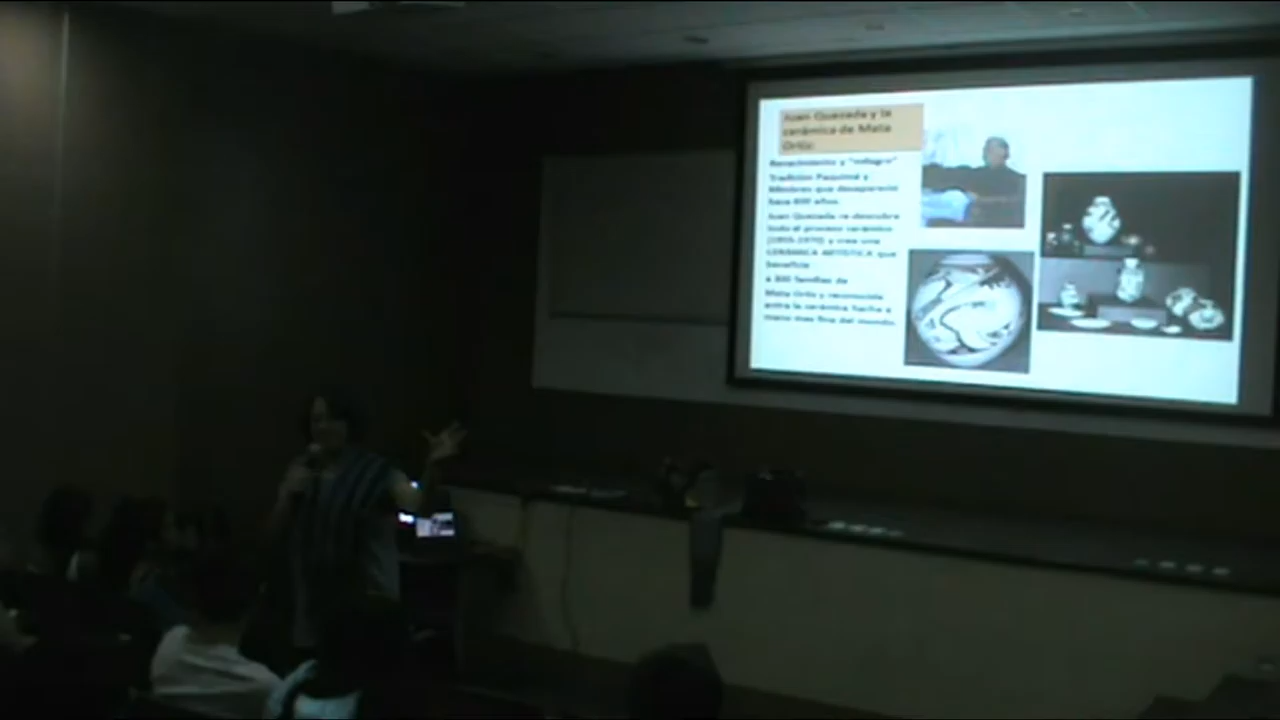 Juan Quezada y la
cerámica de Mata
Ortiz:
Renacimiento y "milagro"
Tradición Paquimé y
Mimbres que desapareció
hace 600 años.
Juan Quezada re-descubre
todo el proceso cerámico
y crea una
CERÁMICA ARTÍSTICA que
beneficia
a familias de
Mata Ortiz y reconocida
entre la cerámica hecha a
mano mas fina del mundo.